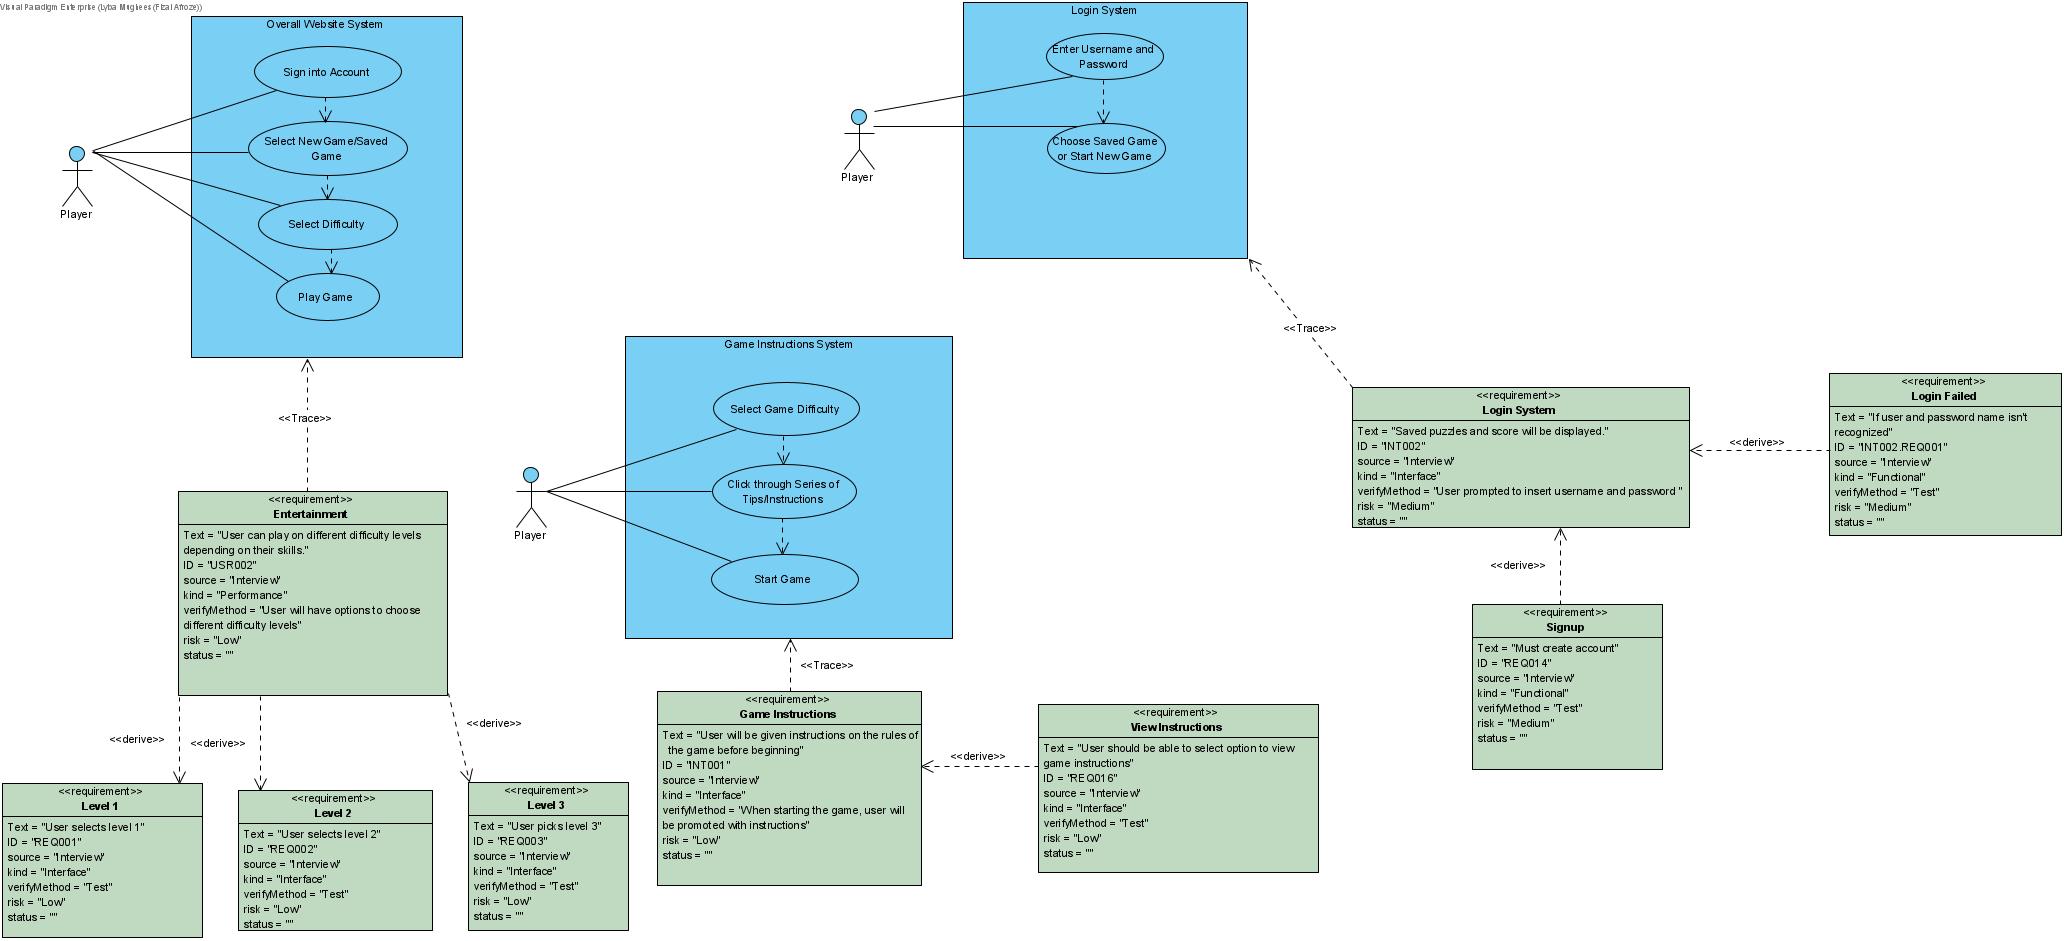 Visual Paradigm Enterprise (Lyba Mughees (Fizai Afroze))
Overall Website System
Sign into Account
Select New Game/Saved
Game
Select Difficulty
Play Game
Player
Login System
Enter Username and
Password
Choose Saved Game
or Start New Game
Player
<<Trace>>
<<Trace>>
Game Instructions System
Select Game Difficulty
Click through Series of
Tips/Instructions
Start Game
Player
<<Trace>>
<<requirement>>
Login System
Text = "Saved puzzles and score will be displayed."
ID = "INT002"
source = "Interview"
kind = "Interface"
verifyMethod = "User prompted to insert username and password "
risk = "Medium"
status = ""
<<derive>>
<<requirement>>
Login Failed
Text = "If user and password name isn't
recognized"
ID = "INT002.REQ001"
source = "Interview"
kind = "Functional"
verifyMethod = "Test"
risk = "Medium"
status = ""
<<derive>>
<<requirement>>
Signup
Text = "Must create account"
ID = "REQ014"
source = "Interview"
kind = "Functional"
verifyMethod = "Test"
risk = "Medium"
status = ""
<<requirement>>
Entertainment
Text = "User can play on different difficulty levels
depending on their skills."
ID = "USR002"
source = "Interview"
kind = "Performance"
verifyMethod = "User will have options to choose
different difficulty levels"
risk = "Low"
status = ""
<<derive>>
<<derive>>
<<derive>>
<<requirement>>
Level 1
Text = "User selects level 1"
ID = "REQ001"
source = "Interview"
kind = "Interface"
verifyMethod = "Test"
risk = "Low"
status = ""
<<requirement>>
Level 2
Text = "User selects level 2"
ID = "REQ002"
source = "Interview"
kind = "Interface"
verifyMethod = "Test"
risk = "Low"
status = ""
<<requirement>>
Level 3
Text = "User picks level 3"
ID = "REQ003"
source = "Interview"
kind = "Interface"
verifyMethod = "Test"
risk = "Low"
status = ""
<<requirement>>
Game Instructions
Text = "User will be given instructions on the rules of
the game before beginning"
ID = "INT001"
source = "Interview"
kind = "Interface"
verifyMethod = "When starting the game, user will
be promoted with instructions"
risk = "Low"
status = ""
<<derive>>
<<requirement>>
View Instructions
Text = "User should be able to select option to view
game instructions"
ID = "REQ016"
source = "Interview"
kind = "Interface"
verifyMethod = "Test"
risk = "Low"
status = ""